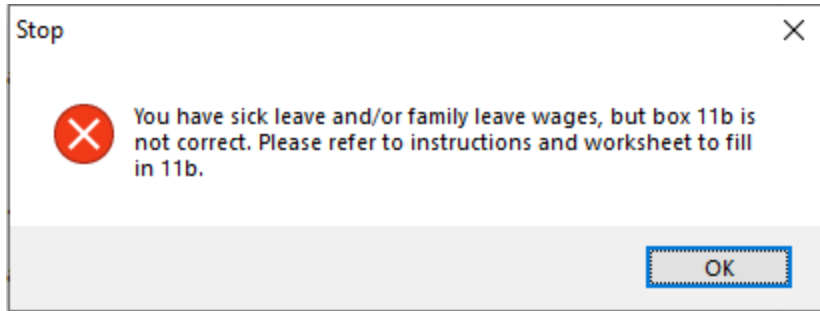 Stop
You have sick leave and/or family leave wages, but box 11b is
not correct. Please refer to instructions and worksheet to fill
in 11b.
OK